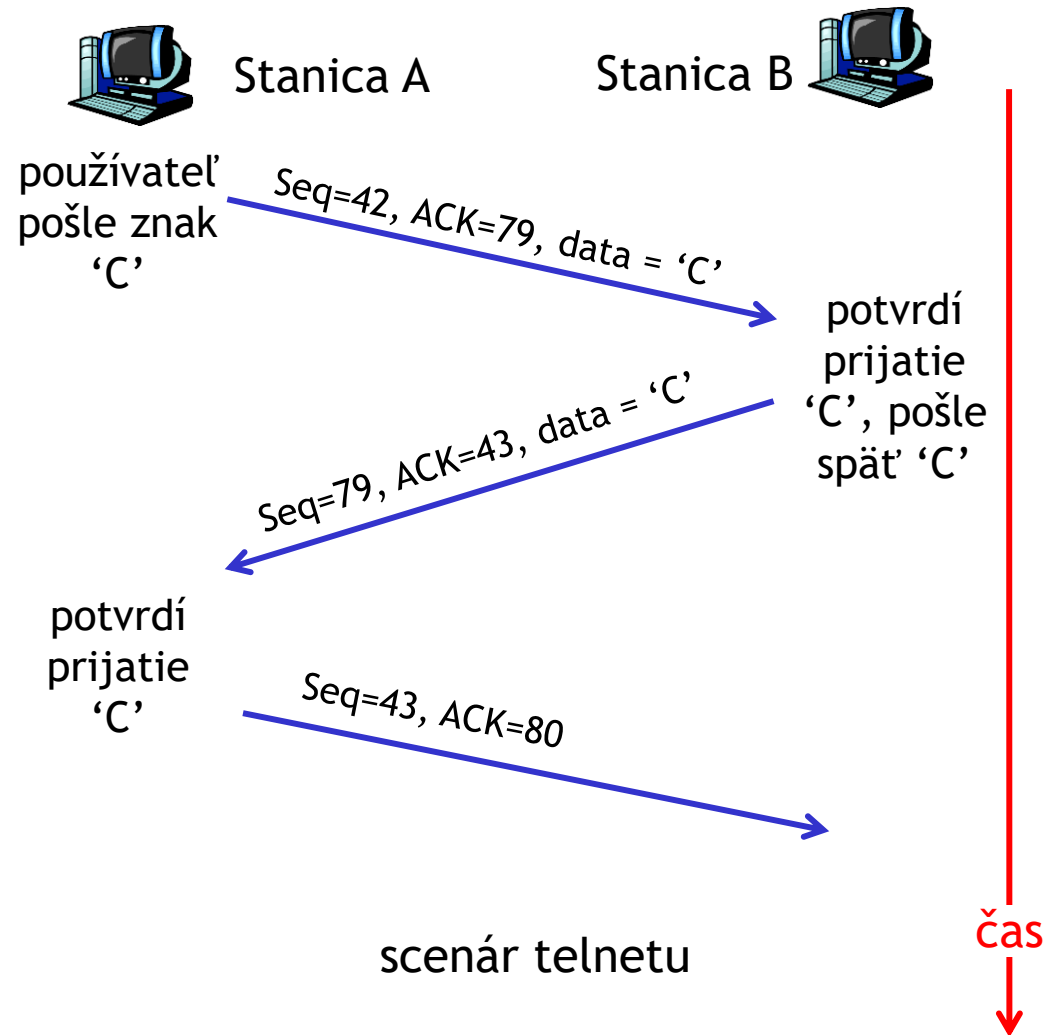 Stanica A
Stanica B
používateľ
pošle znak
‘C’
Seq=42, ACK=79, data = ‘C’
potvrdí
prijatie
‘C’, pošle
späť ‘C’
Seq=79, ACK=43, data = ‘C’
potvrdí
prijatie
‘C’
Seq=43, ACK=80
čas
scenár telnetu